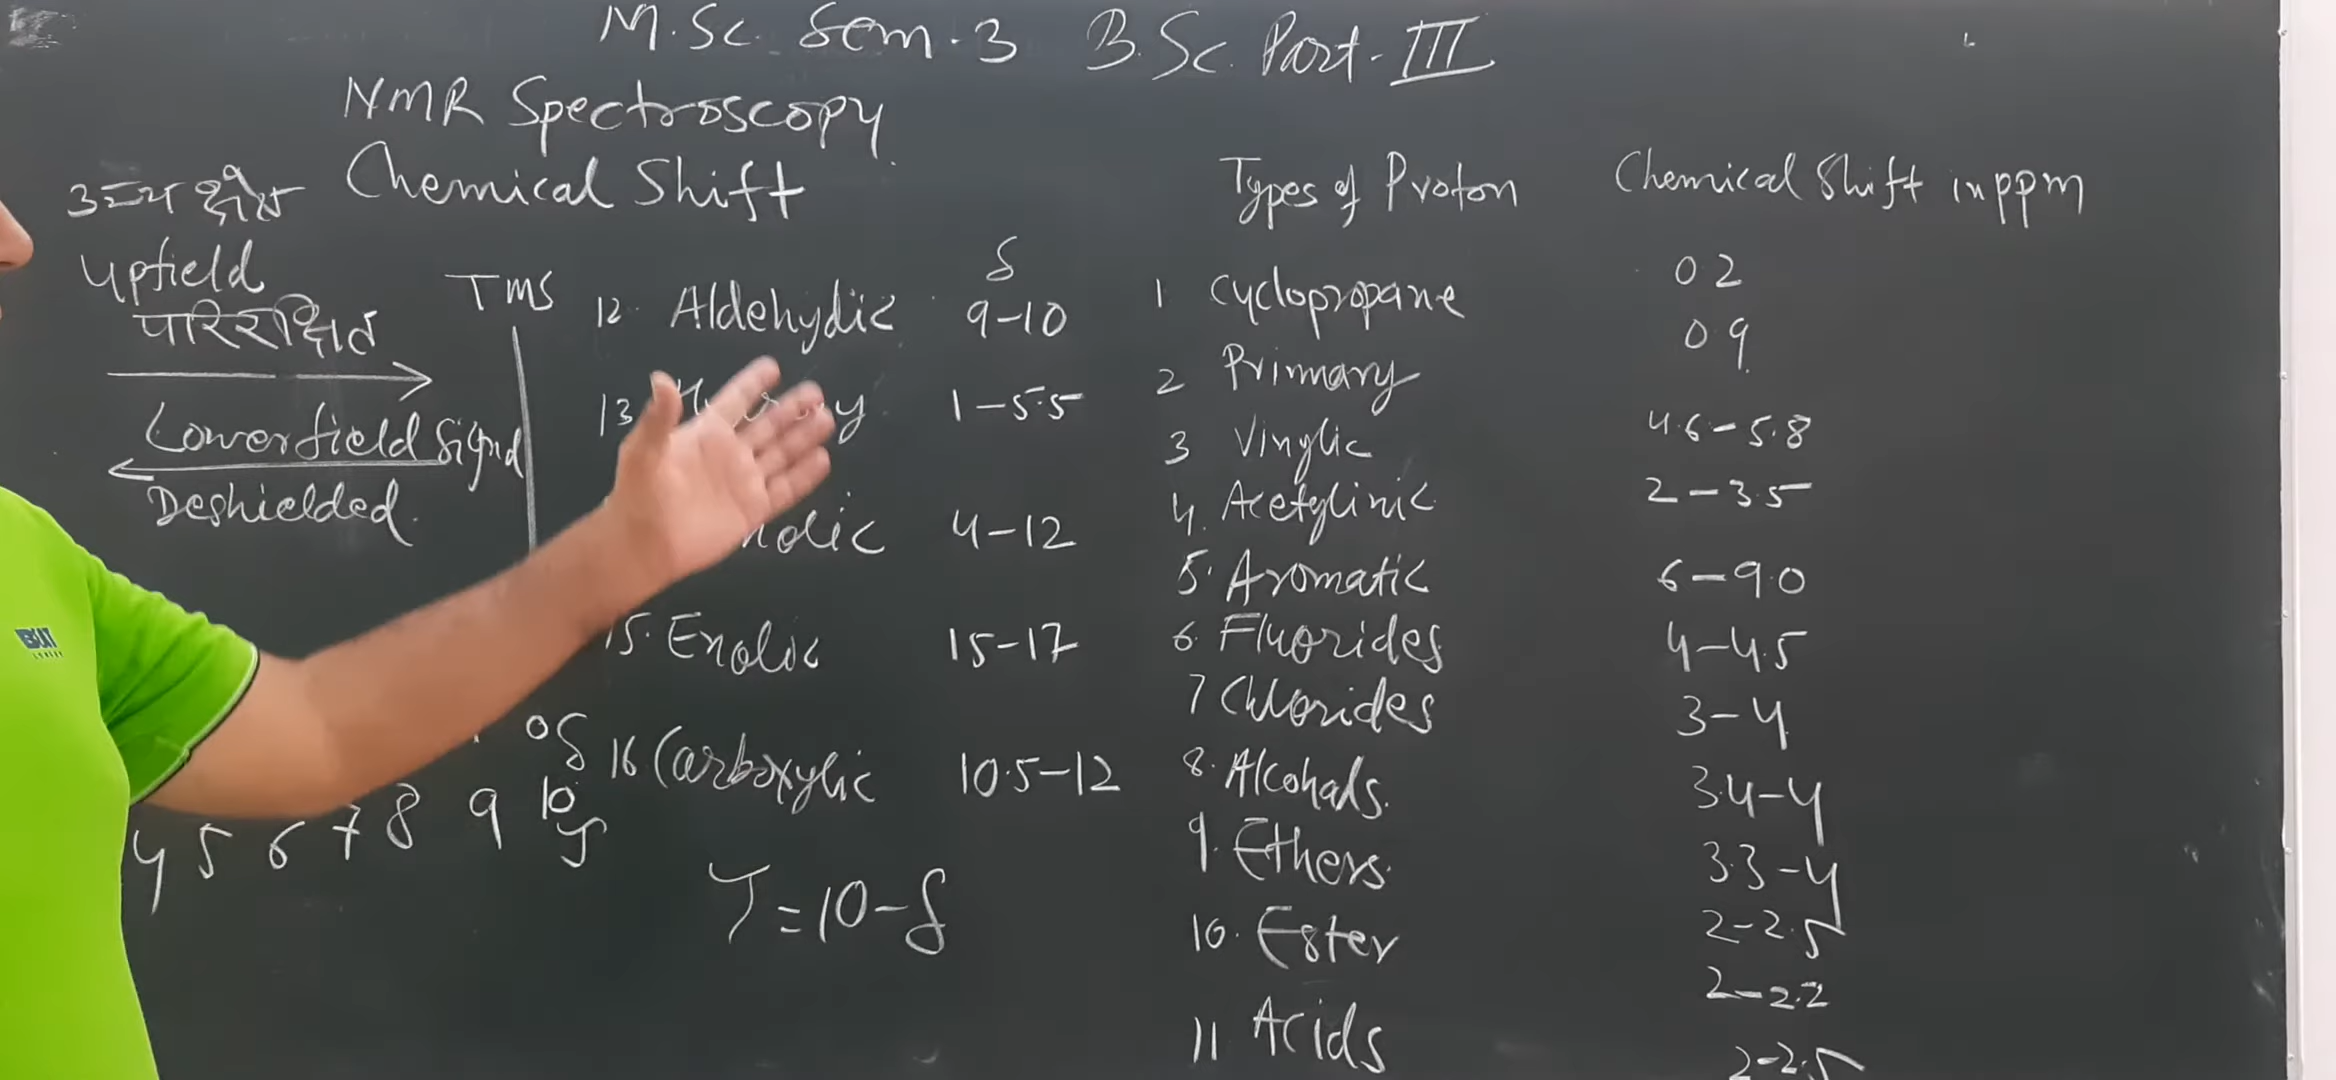 M.Sc. Sem.3 B.Sc. Part-III
NMR Spectroscopy
Chemical Shift
उच्च क्षेत्र
Upfield
पारिरक्षित
TMS
Lowerfield Signal
Deshielded.
δ
12. Aldehydic 9-10
13 1-5.5
4-12
15. Enolic 15-17
16 Carboxylic 10.5-12
0 δ
4 5 6 7 8 9 10
T = 10-δ
Types of Proton Chemical Shift in ppm
1 Cyclopropane 0.2
2 Primary 0.9
3 Vinylic 4.6-5.8
4. Acetylinic 2-3.5
5. Aromatic 6-9.0
6. Fluorides 4-4.5
7 Chlorides 3-4
8. Alcohals. 3.4-4
9. Ethers. 3.3-4
10. Ester 2-2.5
2-2.2
11 Acids 2-2.5